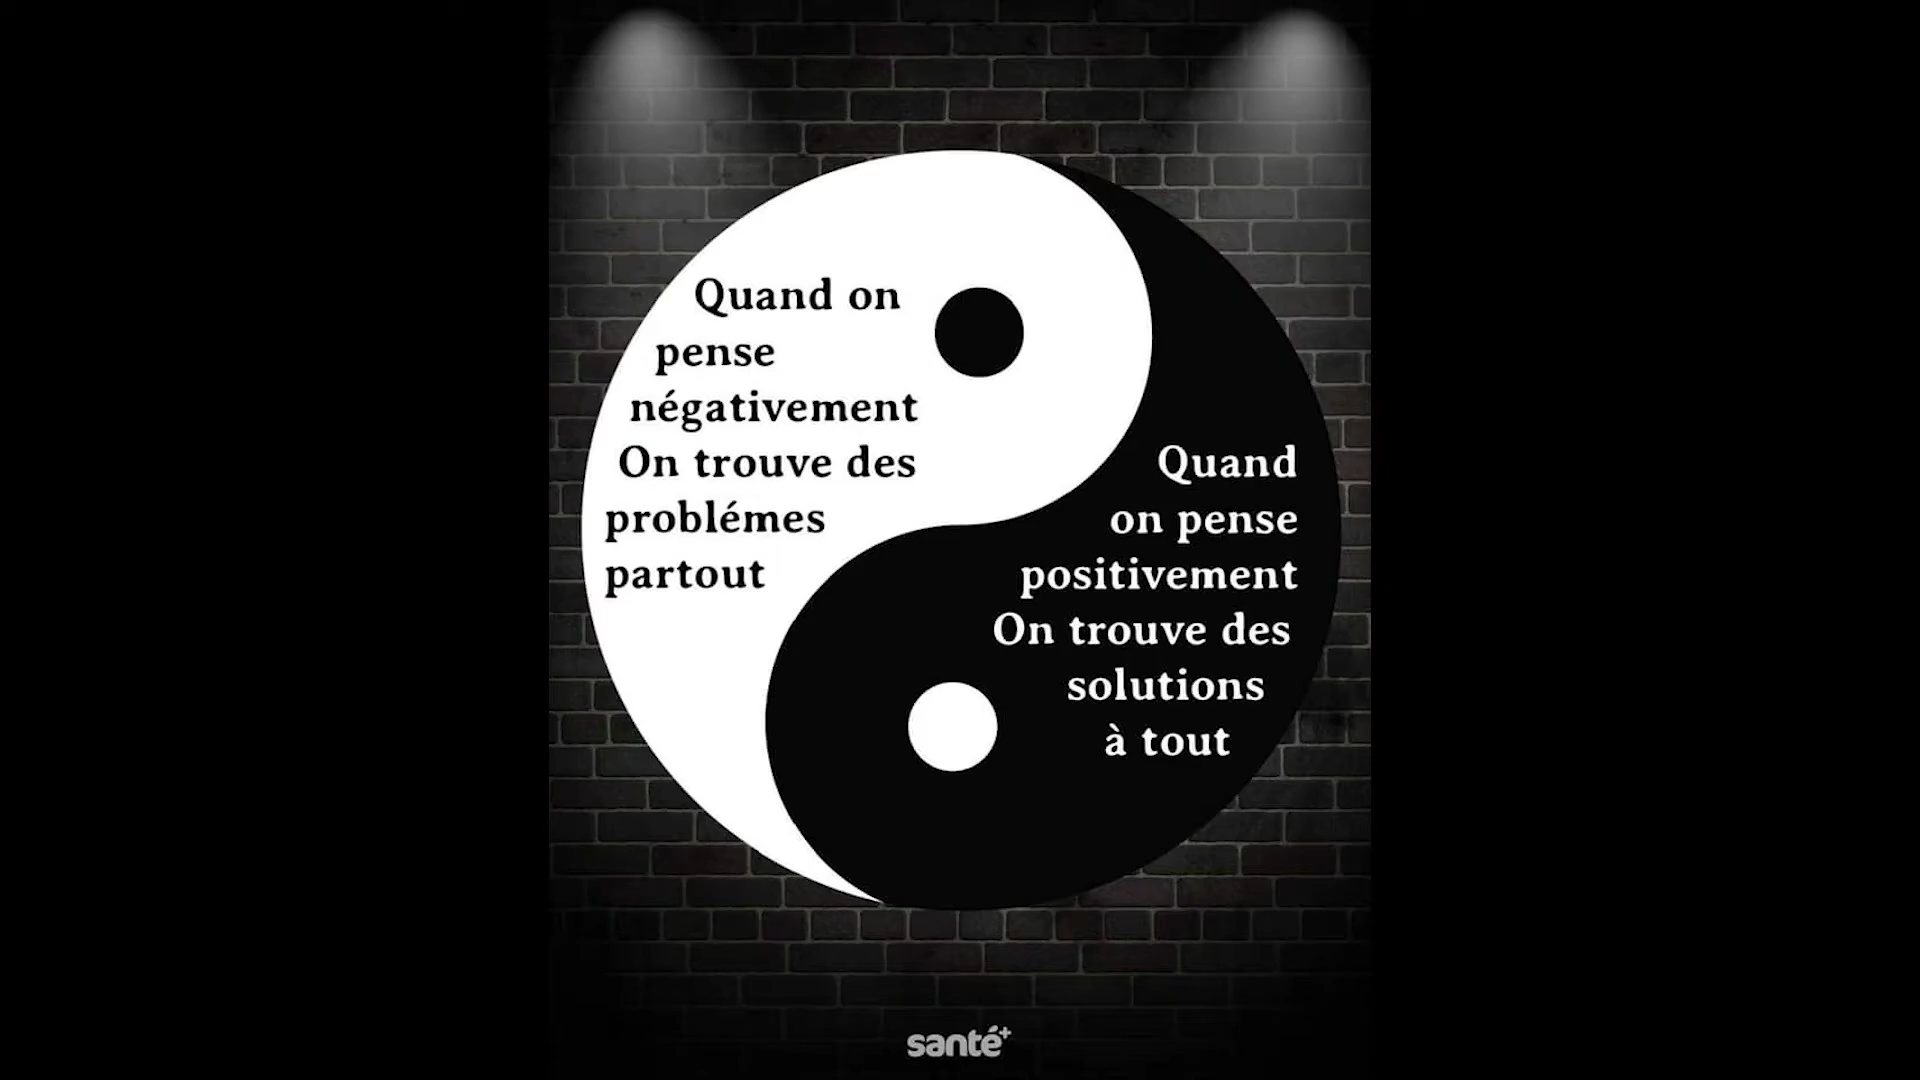 Quand on
pense
négativement
On trouve des
problémes
partout
Quand
on pense
positivement
On trouve des
solutions
à tout
santé+